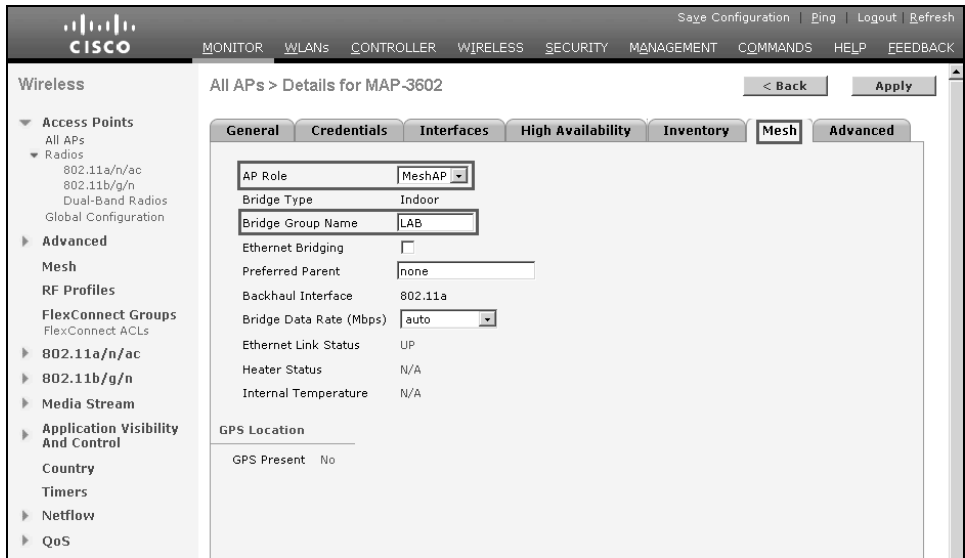 Save Configuration | Ping | Logout | Refresh
CISCO
MONITOR WLANs CONTROLLER WIRELESS SECURITY MANAGEMENT COMMANDS HELP FEEDBACK
Wireless
Access Points
All APs
Radios
802.11a/n/ac
802.11b/g/n
Dual-Band Radios
Global Configuration
Advanced
Mesh
RF Profiles
FlexConnect Groups
FlexConnect ACLs
802.11a/n/ac
802.11b/g/n
Media Stream
Application Visibility
And Control
Country
Timers
Netflow
QoS
All APs > Details for MAP-3602
< Back Apply
General Credentials Interfaces High Availability Inventory Mesh Advanced
AP Role MeshAP
Bridge Type Indoor
Bridge Group Name LAB
Ethernet Bridging
Preferred Parent none
Backhaul Interface 802.11a
Bridge Data Rate (Mbps) auto
Ethernet Link Status UP
Heater Status N/A
Internal Temperature N/A
GPS Location
GPS Present No